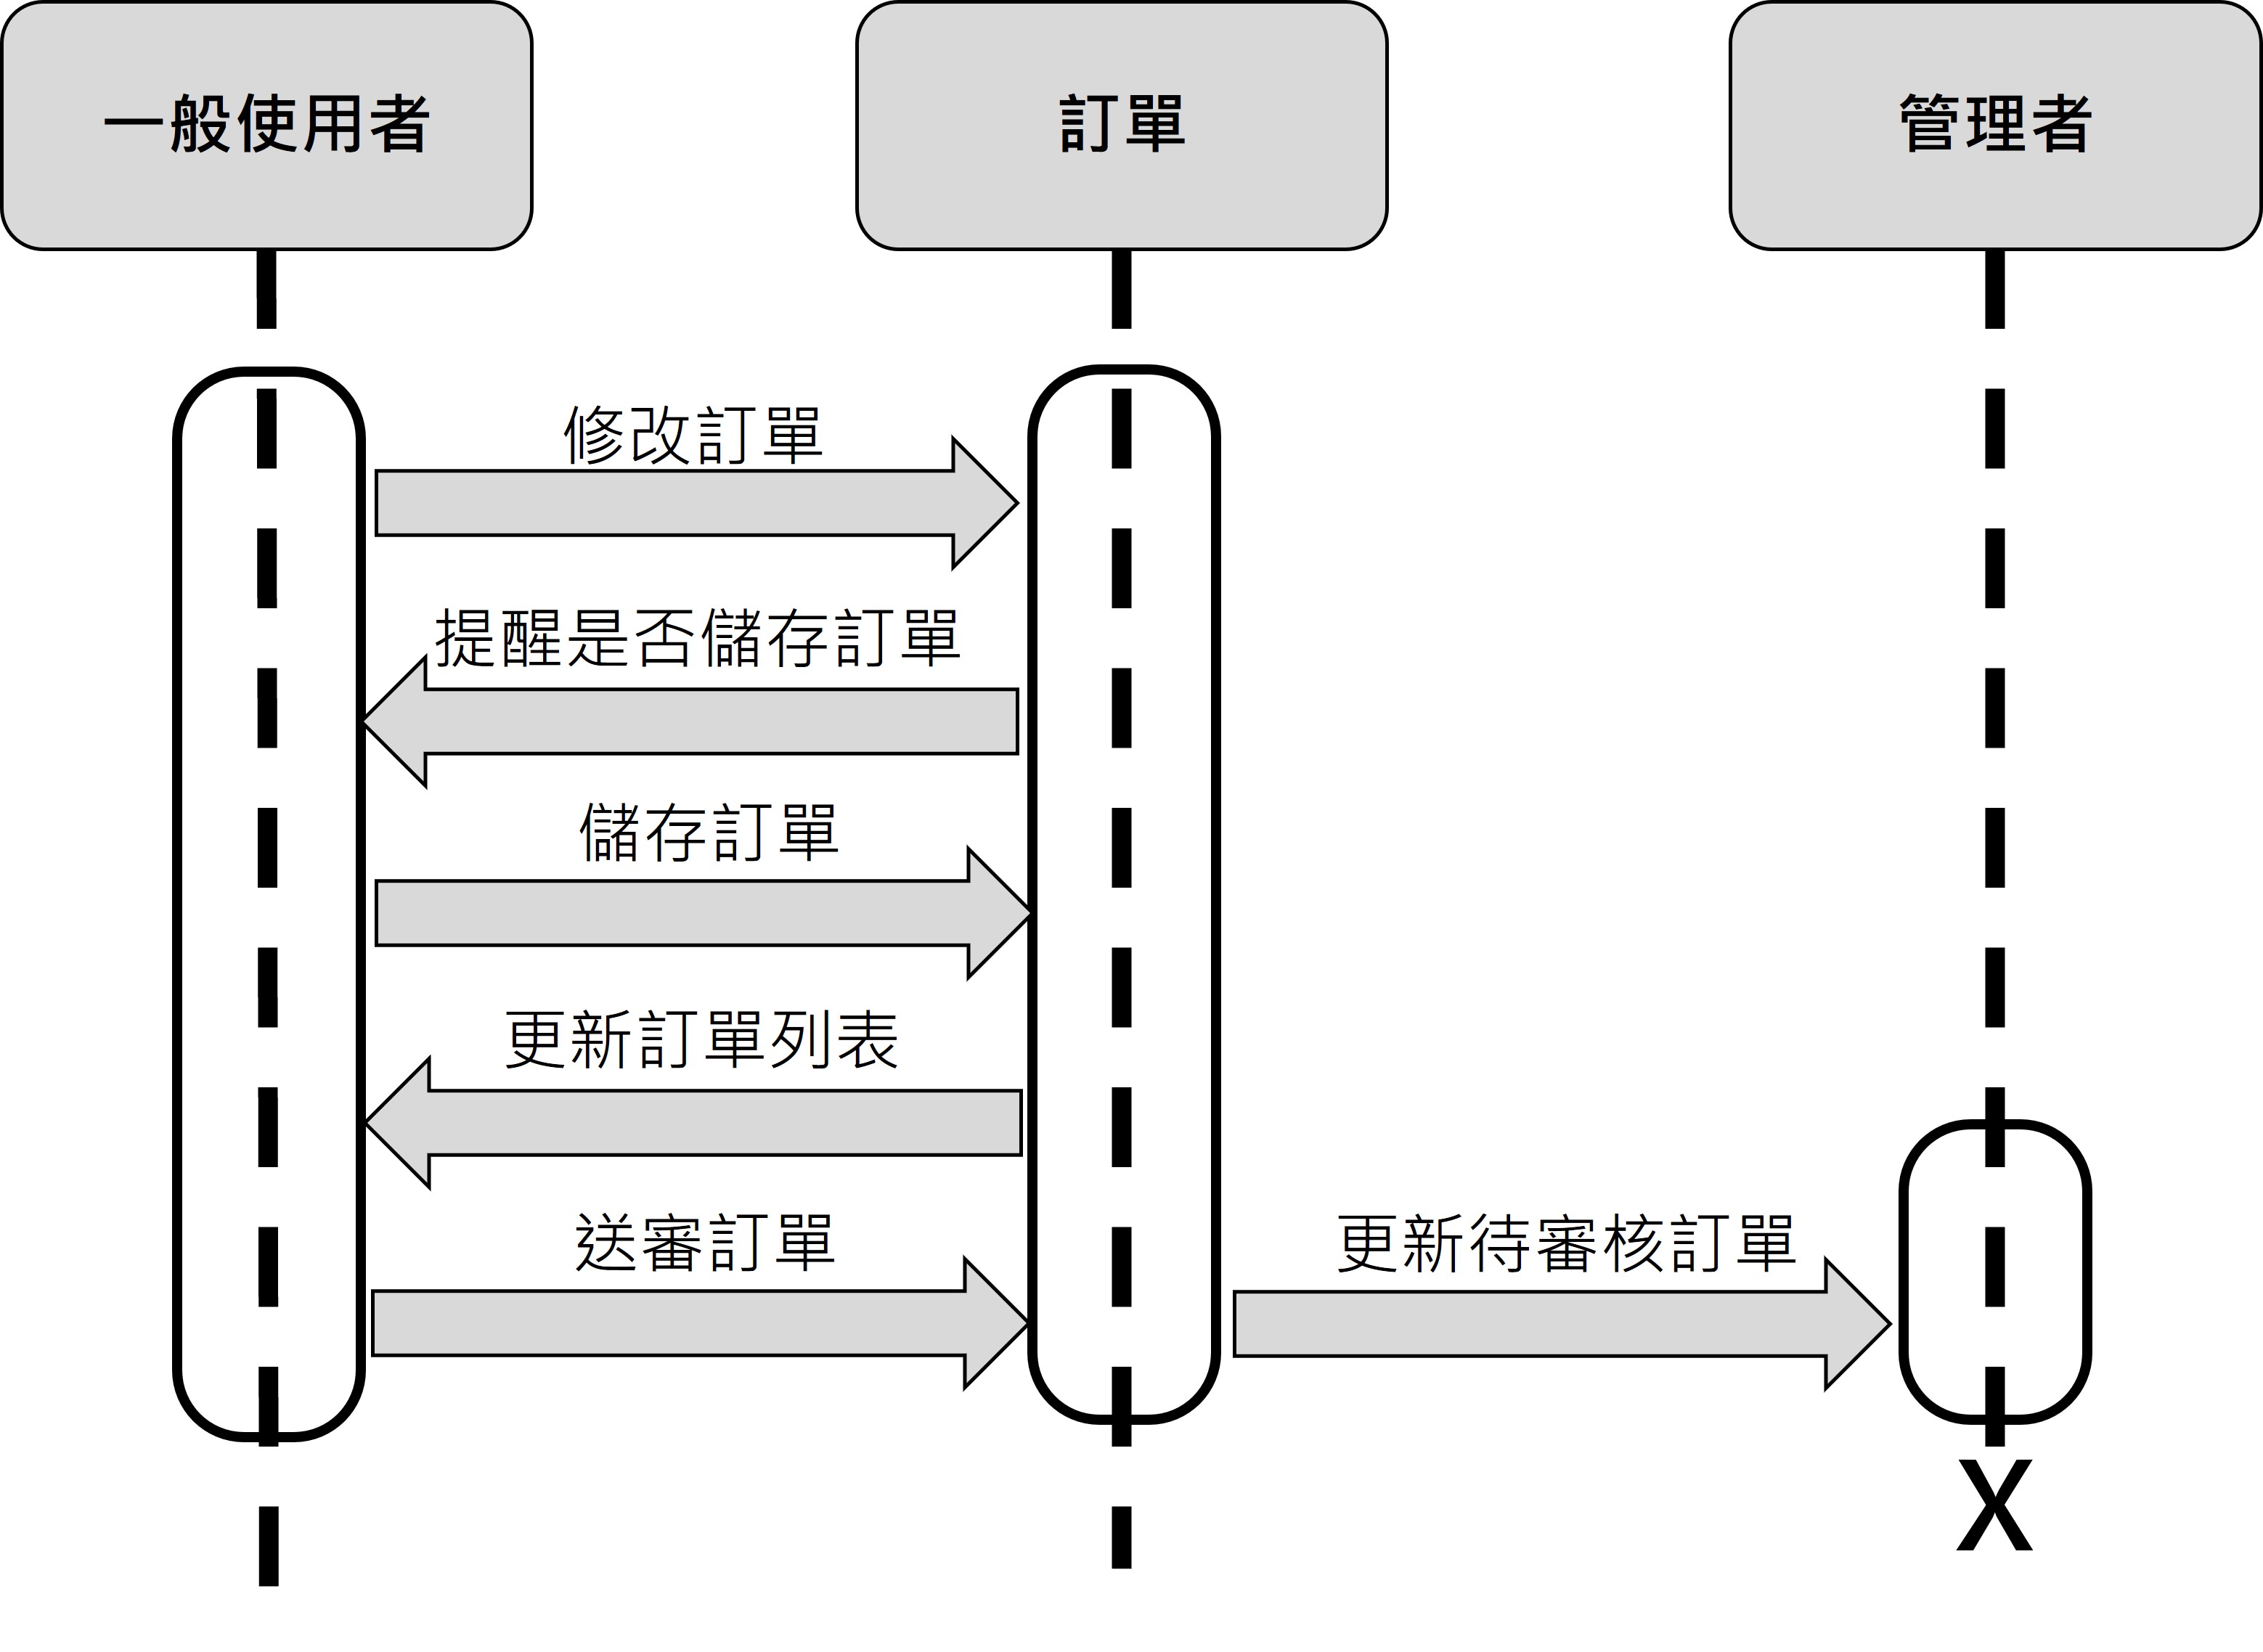 一般使用者
訂單
管理者
修改訂單
提醒是否儲存訂單
儲存訂單
更新訂單列表
送審訂單
更新待審核訂單
X